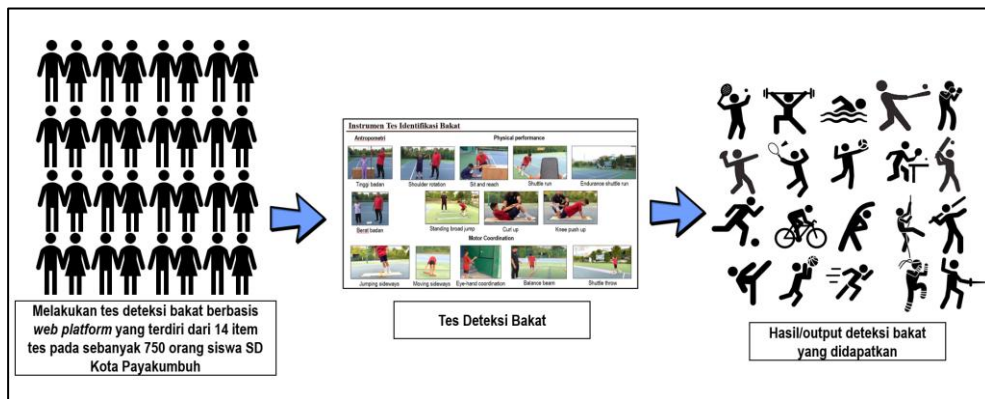 Melakukan tes deteksi bakat berbasis
web platform yang terdiri dari 14 item
tes pada sebanyak 750 orang siswa SD
Kota Payakumbuh
Instrumen Tes Identifikasi Bakat
Antropometri
Physical performance
Tinggi badan
Shoulder rotation
Sit and reach
Shuttle run
Endurance shuttle run
Berat badan
Standing broad jump
Curl up
Knee push up
Motor Coordination
Jumping sideways
Moving sideways
Eye-hand coordination
Balance beam
Shuttle throw
Tes Deteksi Bakat
Hasil/output deteksi bakat
yang didapatkan